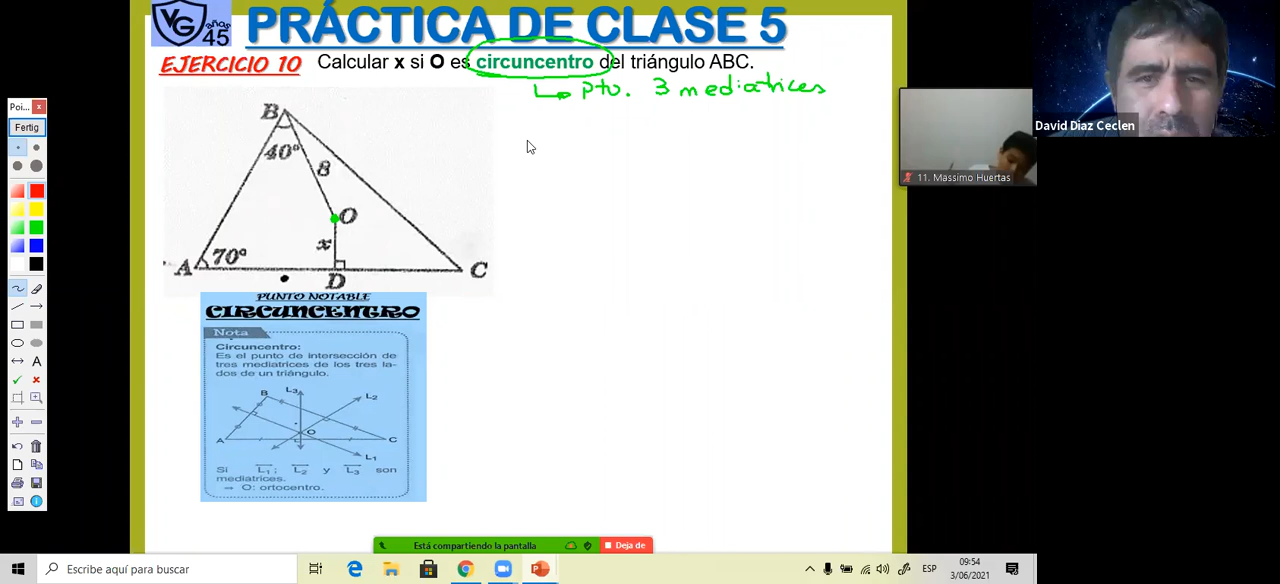 VG
años
45
PRÁCTICA DE CLASE 5
EJERCICIO 10
Calcular x si O es circuncentro del triángulo ABC.
↳ Pto. 3 mediatrices
David Diaz Ceclen
11. Massimo Huertas
Poi...
Fertig
A
B
40°
8
O
x
70°
A
D
C
PUNTO NOTABLE
CIRCUNCENTRO
Nota
Circuncentro:
Es el punto de intersección de
tres mediatrices de los tres la-
dos de un triángulo.
B
L3
L2
A
O
C
L1
Si L1; L2 y L3 son
mediatrices.
→ O: ortocentro.
Está compartiendo la pantalla
Deja de
Escribe aquí para buscar
ESP
09:54
3/06/2021